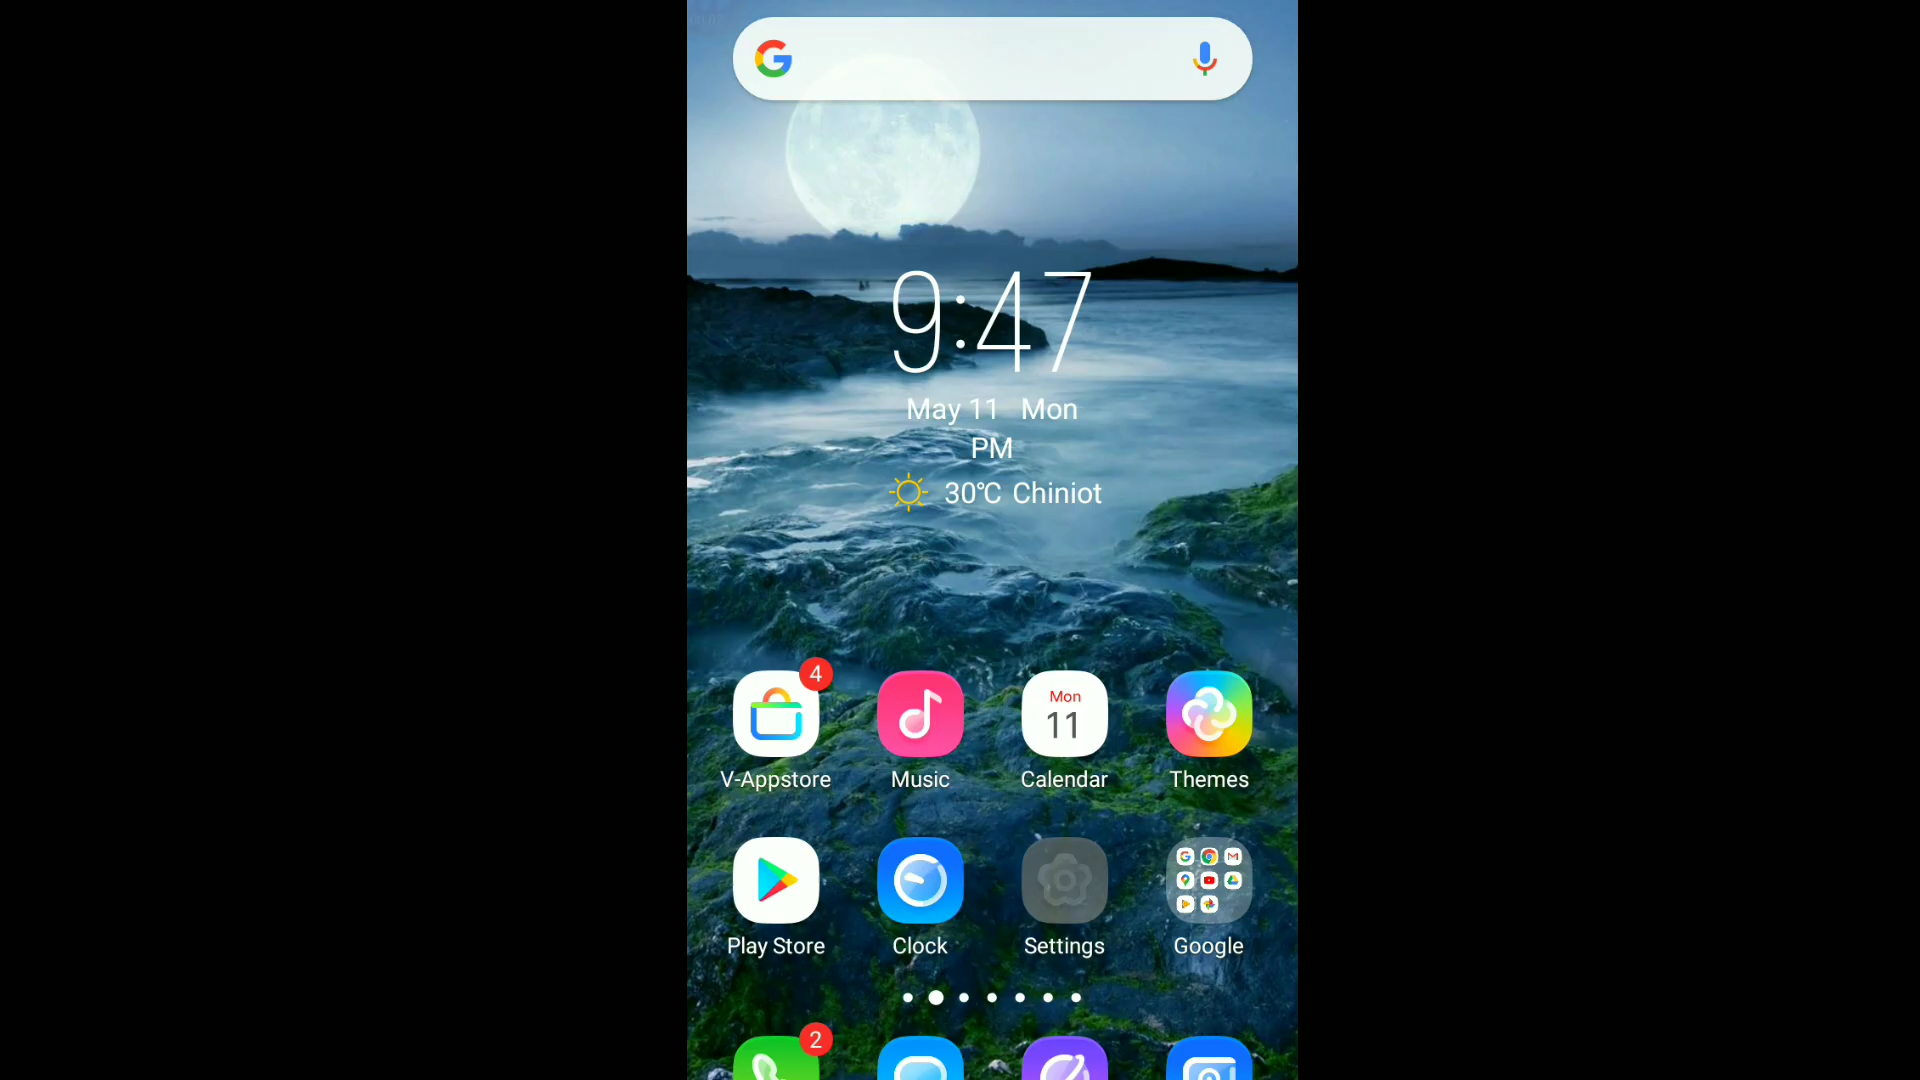 9:47
May 11 Mon
PM
30℃ Chiniot
4
Mon
11
V-Appstore Music Calendar Themes
Play Store Clock Settings Google
2